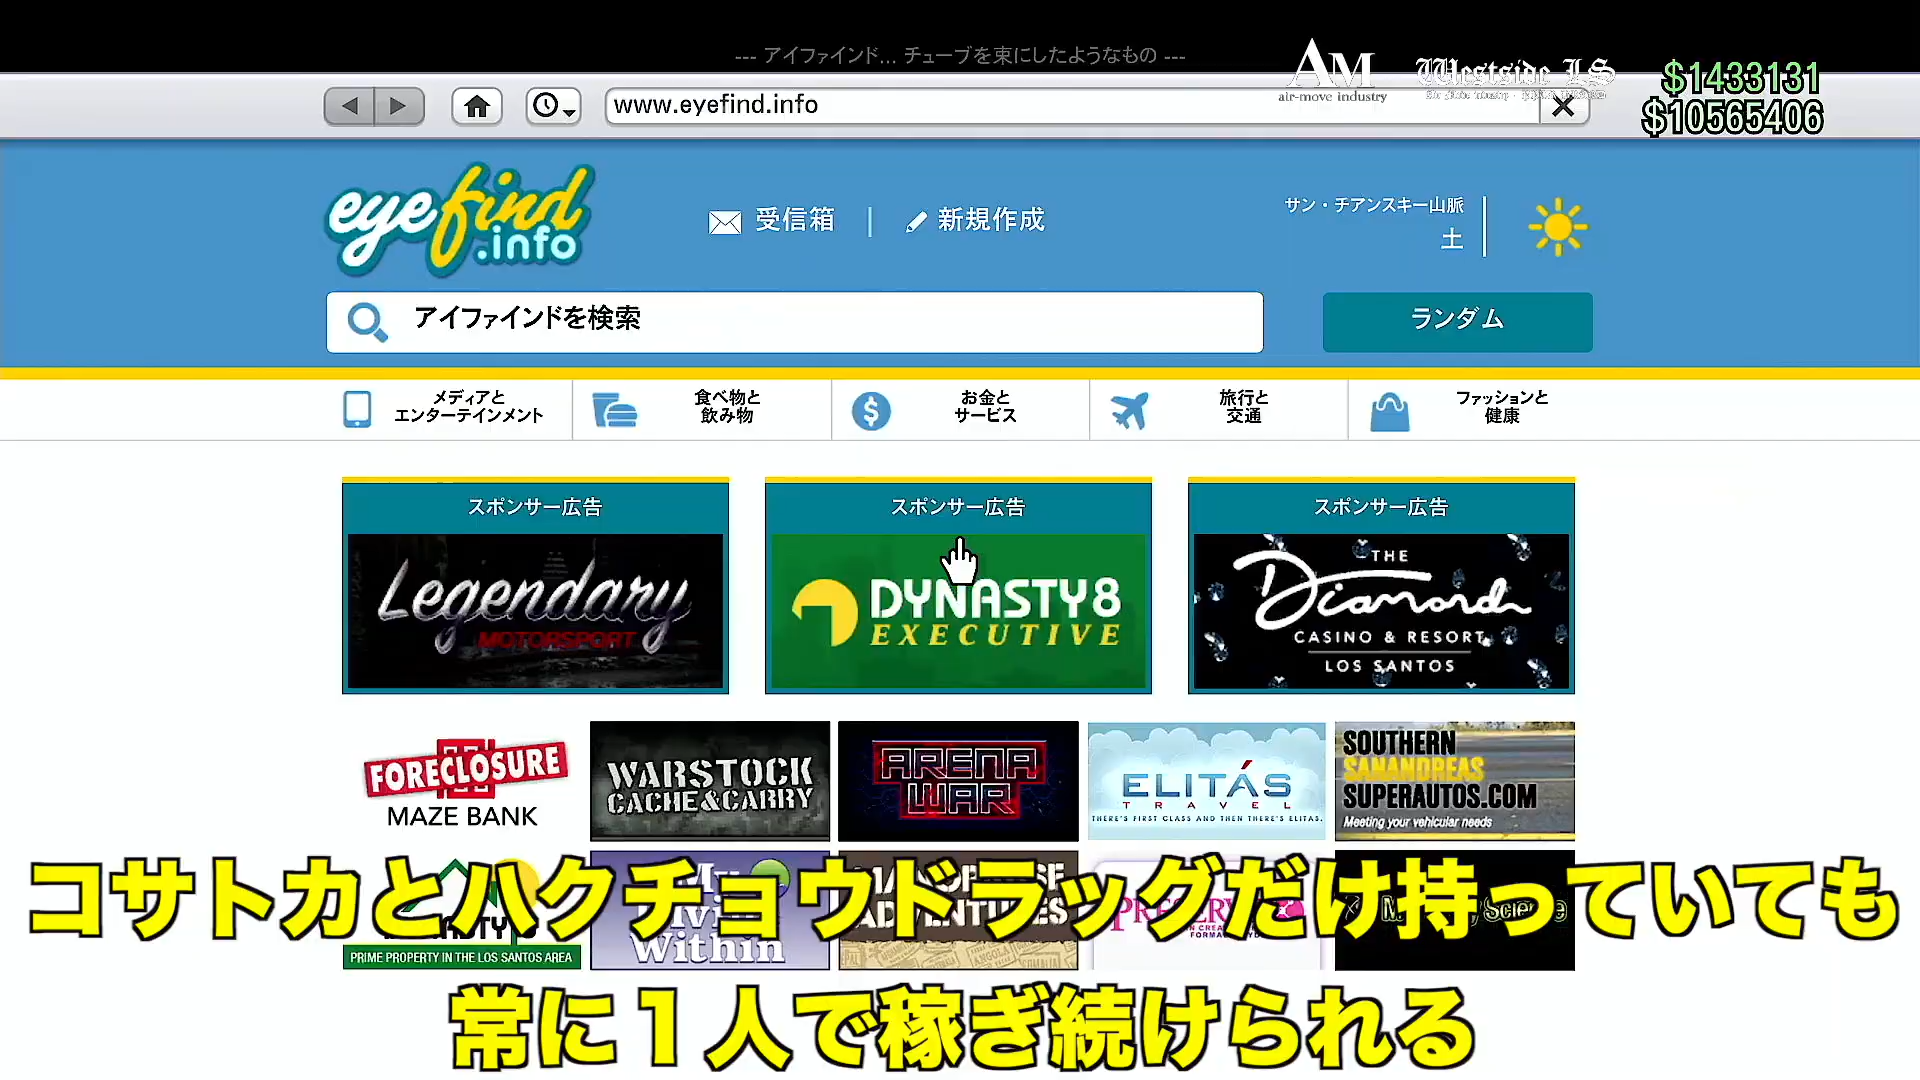 --- アイファインド... チューブを束にしたようなもの ---
AM
air-move industry
Westside LS
$1433131
$10565406
www.eyefind.info
eyefind
.info
受信箱
新規作成
サン・チアンスキー山脈
土
アイファインドを検索
ランダム
メディアと
エンターテインメント
食べ物と
飲み物
お金と
サービス
旅行と
交通
ファッションと
健康
スポンサー広告
スポンサー広告
スポンサー広告
Legendary
MOTORSPORT
DYNASTY8
EXECUTIVE
THE
Diamond
CASINO & RESORT
LOS SANTOS
FORECLOSURE
MAZE BANK
WARSTOCK
CACHE&CARRY
ARENA
WAR
ELITÁS
TRAVEL
THERE'S FIRST CLASS AND THEN THERE'S ELITAS.
SOUTHERN
SANANDREAS
SUPERAUTOS.COM
Meeting your vehicular needs
コサトカとハクチョウドラッグだけ持っていても
PRIME PROPERTY IN THE LOS SANTOS AREA
Within
常に1人で稼ぎ続けられる